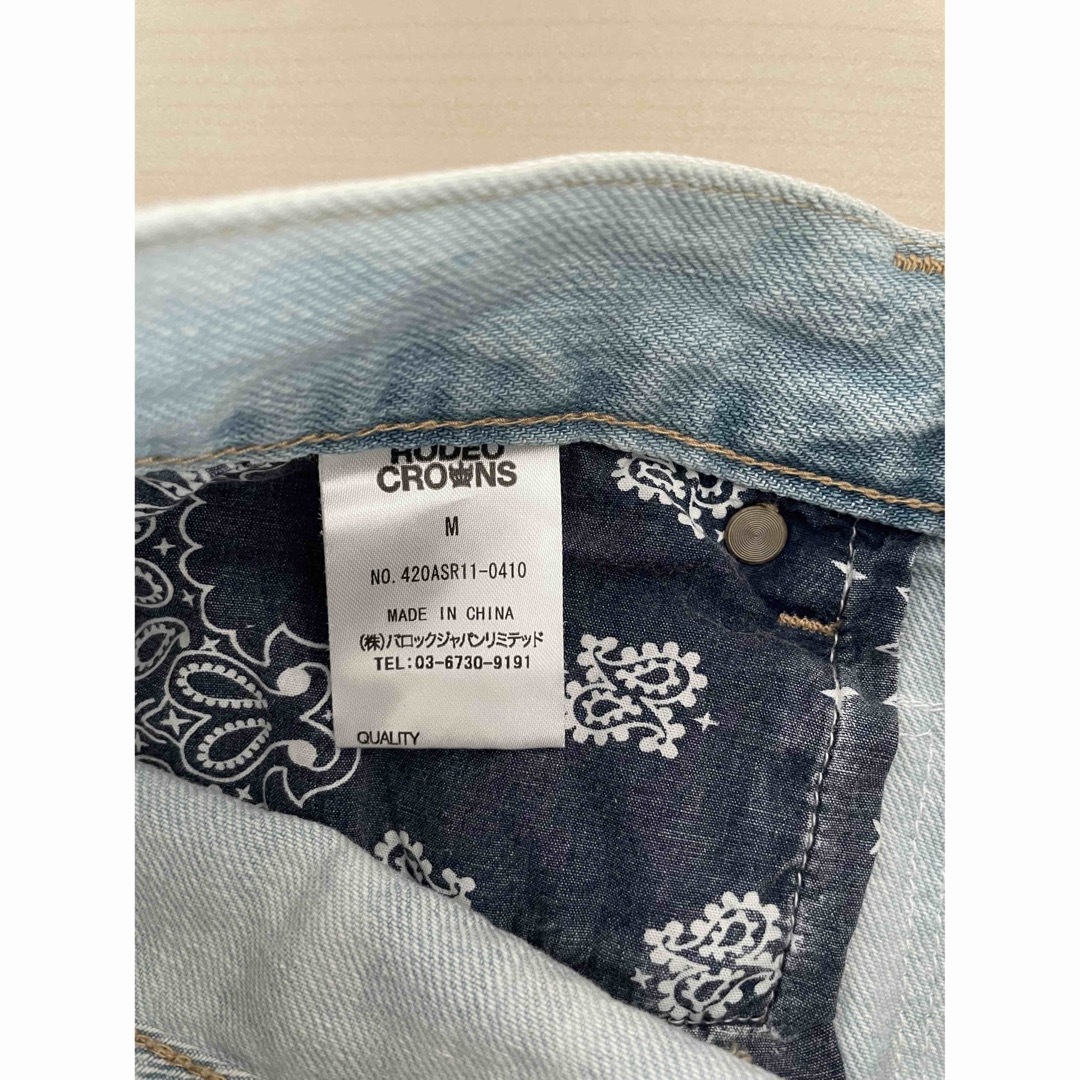 RODEO
CROWNS
M
NO. 420ASR11-0410
MADE IN CHINA
(株)バロックジャパンリミテッド
TEL:03-6730-9191
QUALITY